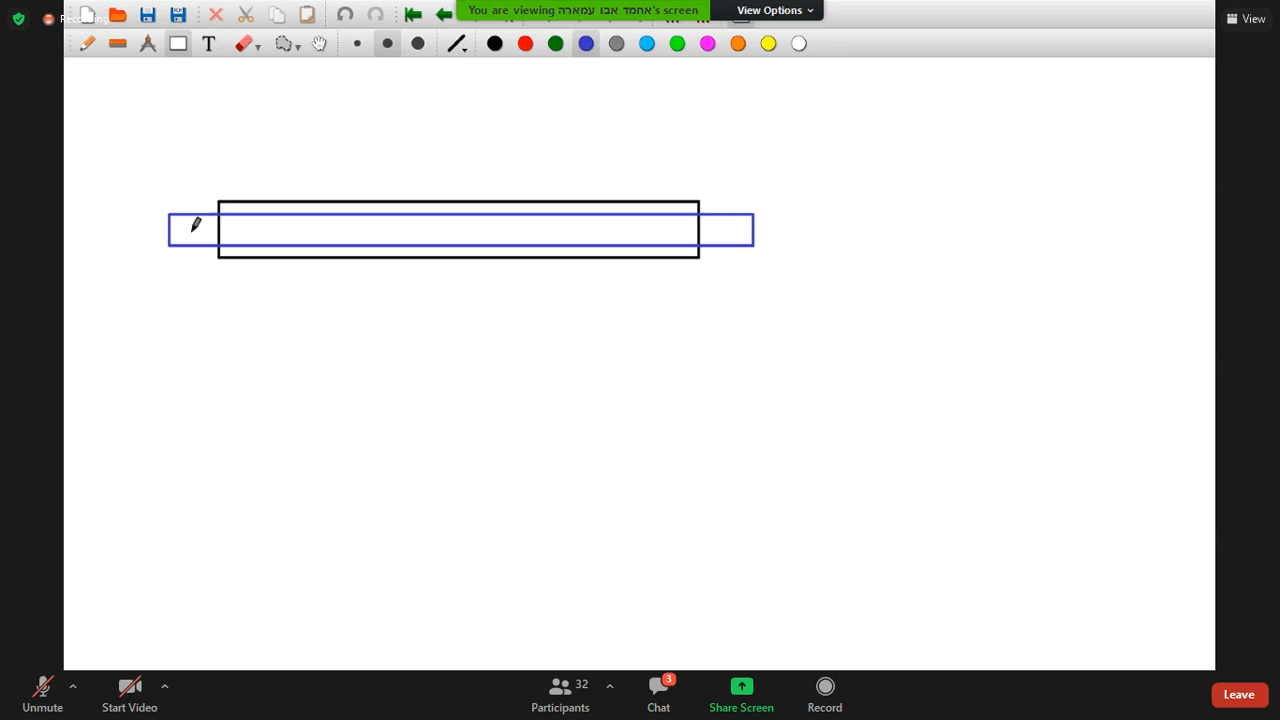 Recording
You are viewing אחמד אבו עמארה's screen
View Options
View
T
Unmute
Start Video
32
Participants
3
Chat
Share Screen
Record
Leave